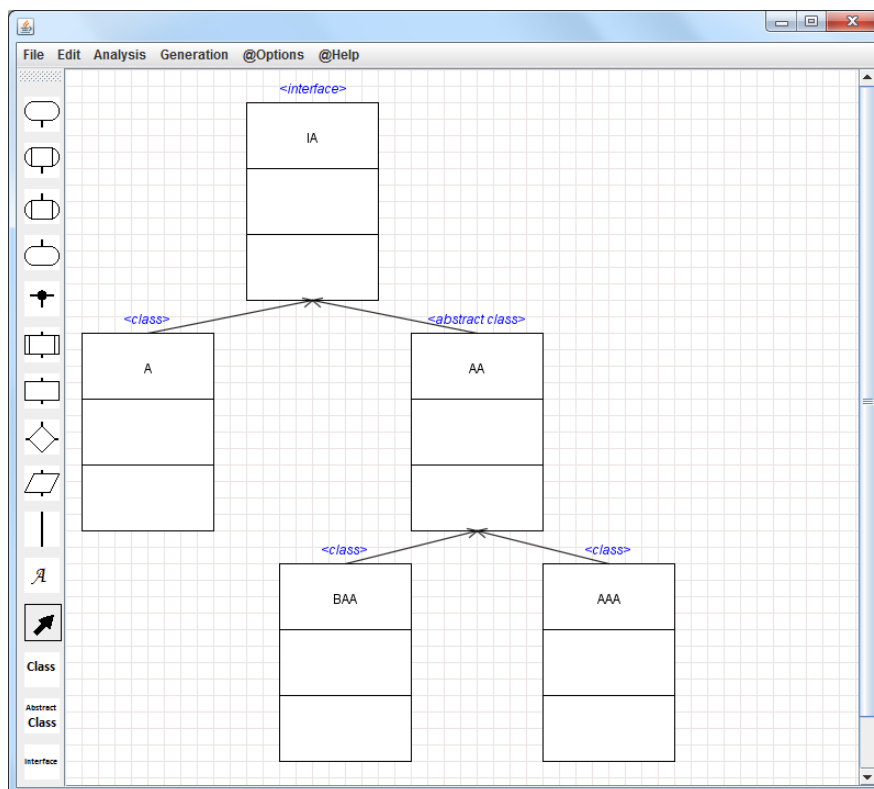 File Edit Analysis Generation @Options @Help
<interface>
IA
<class>
<abstract class>
A
AA
<class>
<class>
BAA
AAA
A
Class
Abstract
Class
Interface